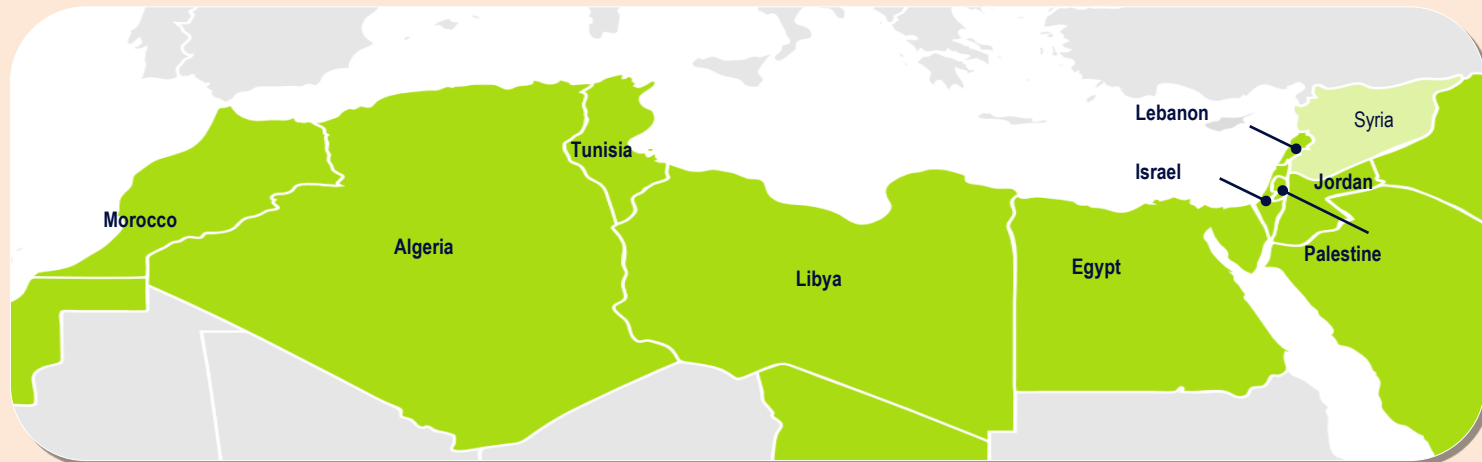 Lebanon
Syria
Tunisia
Israel
Jordan
Morocco
Algeria
Palestine
Egypt
Libya